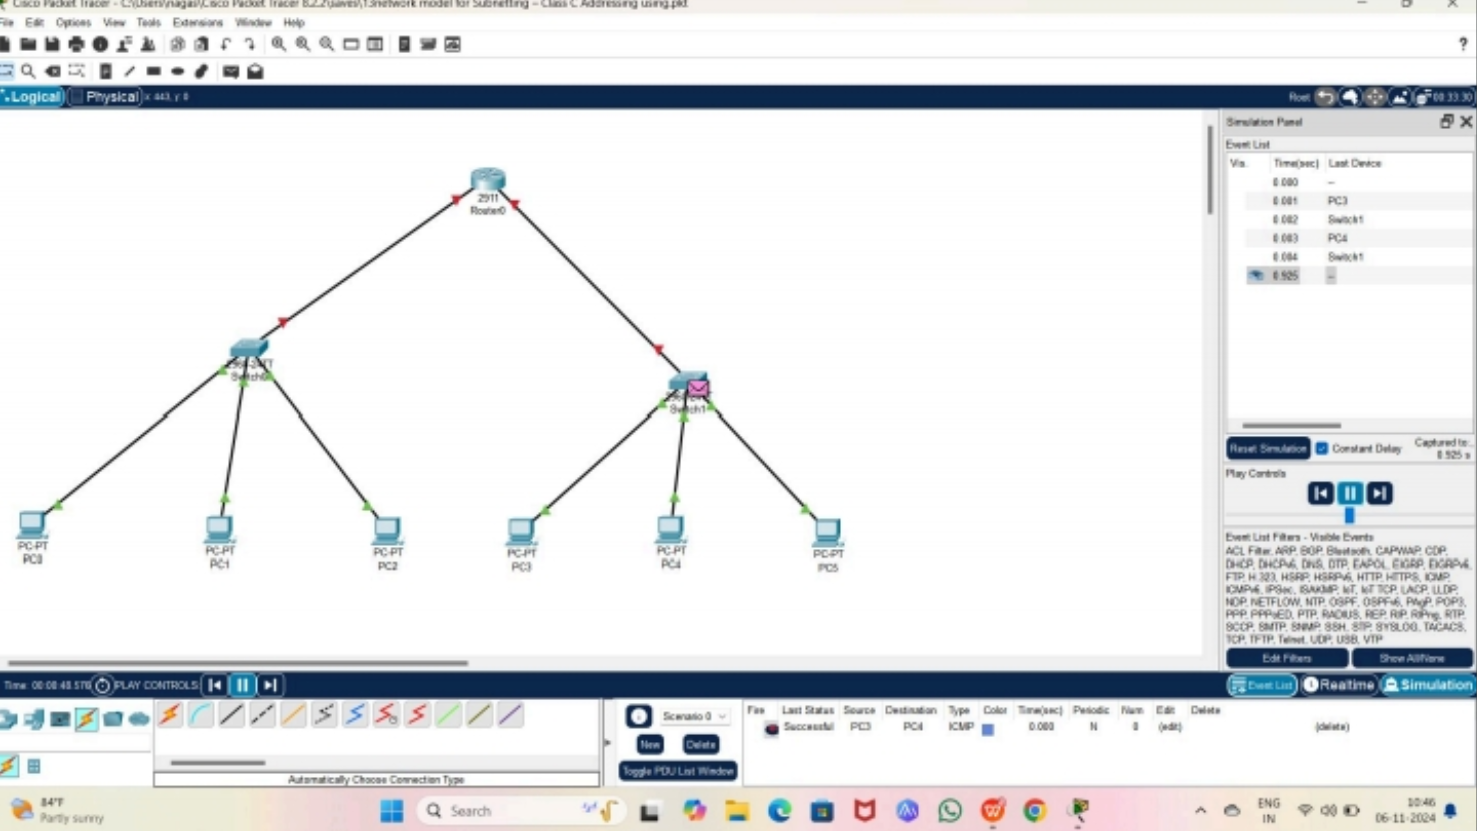 Cisco Packet Tracer - C:\Users\nagas\Cisco Packet Tracer 8.2.2\saves\13network model for Subnetting – Class C Addressing using.pkt
File Edit Options View Tools Extensions Window Help
?
Logical Physical x: 443, y: 0
Root 00:33:30
Simulation Panel
Event List
Vis. Time(sec) Last Device
0.000 --
0.001 PC3
0.002 Switch1
0.003 PC4
0.004 Switch1
0.925 --
2911
Router0
2960-24TT
Switch0
2960-24TT
Switch1
PC-PT
PC0
PC-PT
PC1
PC-PT
PC2
PC-PT
PC3
PC-PT
PC4
PC-PT
PC5
Reset Simulation Constant Delay Captured to:
0.925 s
Play Controls
Event List Filters - Visible Events
ACL Filter, ARP, BGP, Bluetooth, CAPWAP, CDP,
DHCP, DHCPv6, DNS, DTP, EAPOL, EIGRP, EIGRPv6,
FTP, H.323, HSRP, HSRPv6, HTTP, HTTPS, ICMP,
ICMPv6, IPSec, ISAKMP, IoT, IoT TCP, LACP, LLDP,
NDP, NETFLOW, NTP, OSPF, OSPFv6, PAgP, POP3,
PPP, PPPoED, PTP, RADIUS, REP, RIP, RIPng, RTP,
SCCP, SMTP, SNMP, SSH, STP, SYSLOG, TACACS,
TCP, TFTP, Telnet, UDP, USB, VTP
Edit Filters Show All/None
Time: 00:08:48.578 PLAY CONTROLS:
Event List Realtime Simulation
Scenario 0
New Delete
Toggle PDU List Window
Fire Last Status Source Destination Type Color Time(sec) Periodic Num Edit Delete
Successful PC3 PC4 ICMP 0.000 N 0 (edit) (delete)
Automatically Choose Connection Type
84°F
Partly sunny
Search
ENG
IN
10:46
06-11-2024